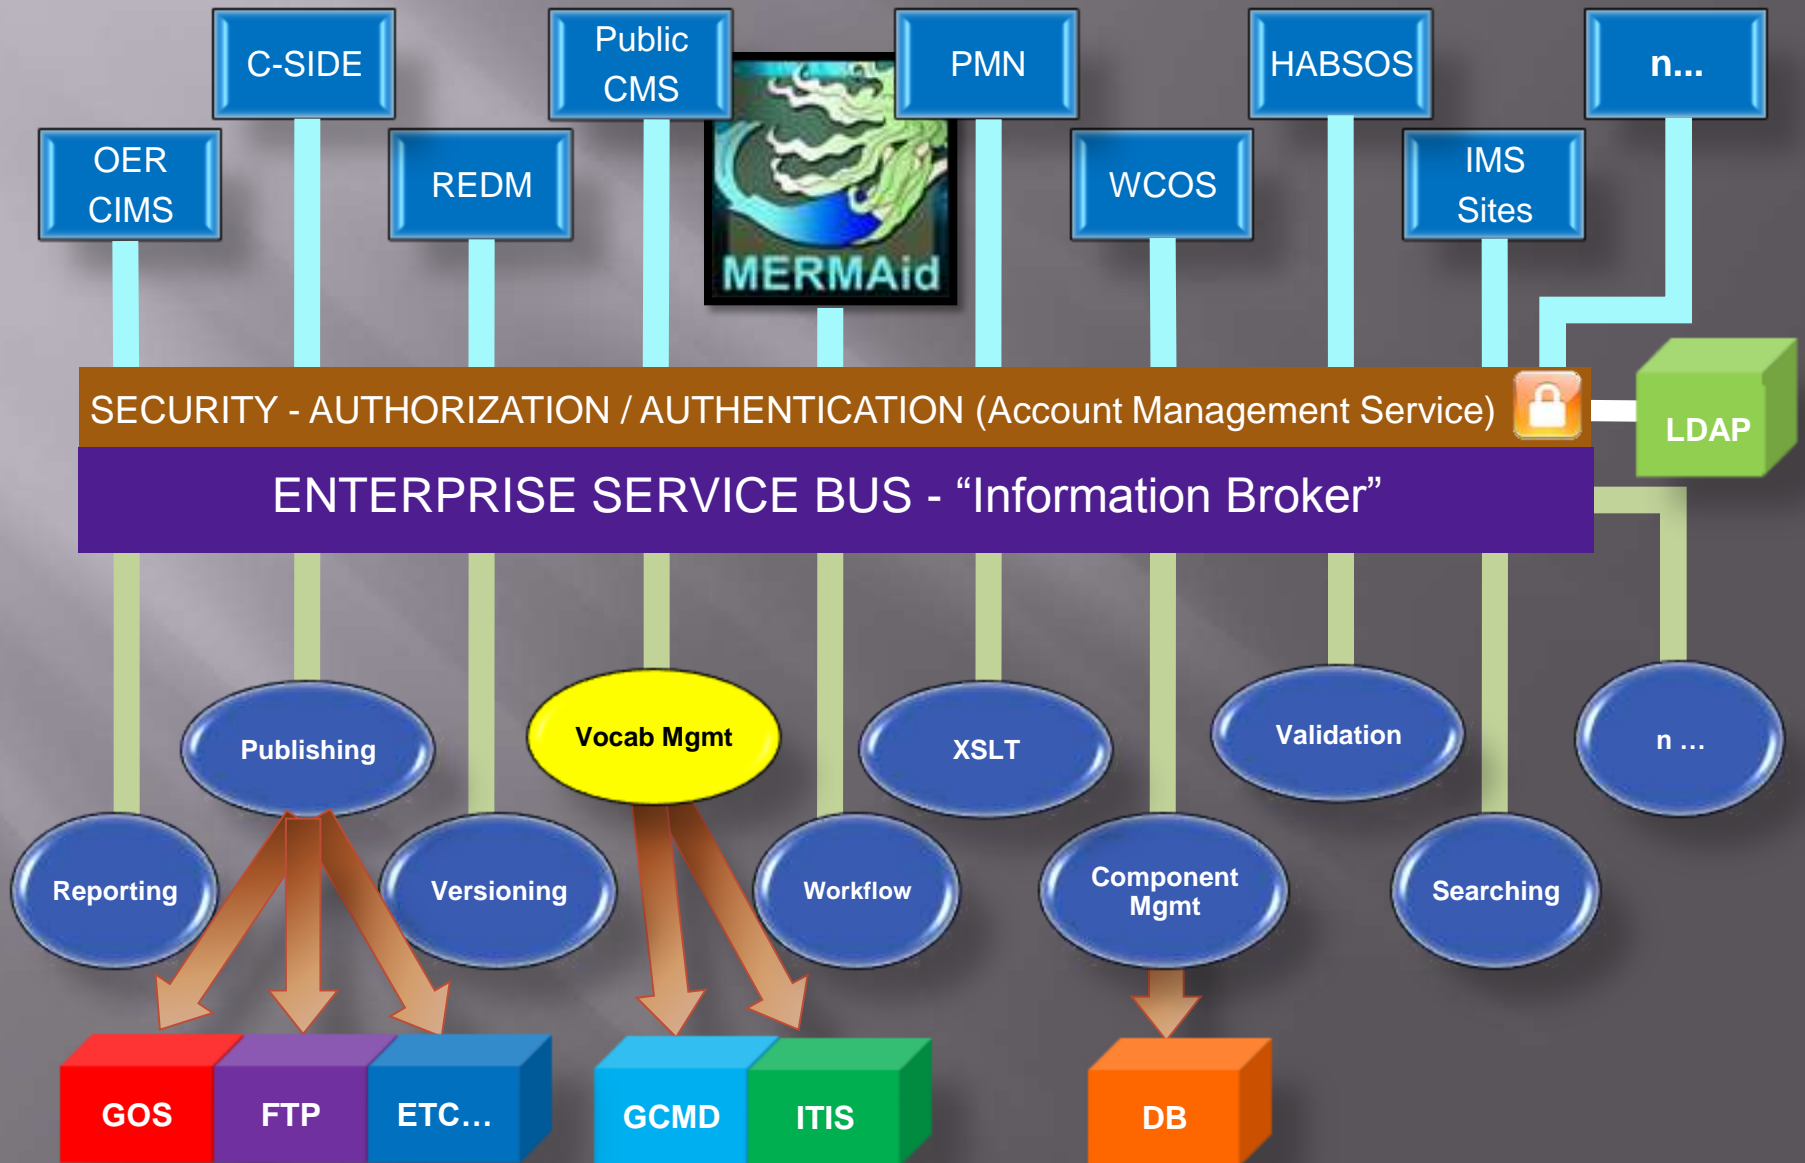 C-SIDE
Public
CMS
PMN
HABSOS
n...
OER
CIMS
REDM
MERMAid
WCOS
IMS
Sites
SECURITY - AUTHORIZATION / AUTHENTICATION (Account Management Service)
LDAP
ENTERPRISE SERVICE BUS - “Information Broker”
Publishing
Vocab Mgmt
XSLT
Validation
n …
Reporting
Versioning
Workflow
Component
Mgmt
Searching
GOS
FTP
ETC…
GCMD
ITIS
DB